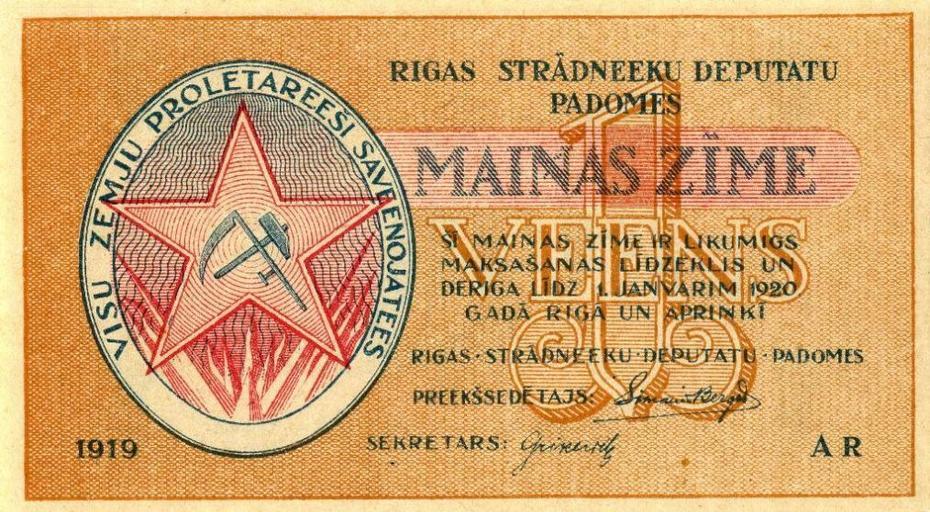 RIGAS STRĀDNEEKU DEPUTATU
PADOMES
1
MAINAS ZĪME
VEENS
ŠĪ MAINAS ZĪME IR LIKUMIGS
MAKSAŠANAS LĪDZEKLIS UN
DERIGA LĪDZ 1. JANVARIM 1920
GADĀ RIGĀ UN APRINKĪ
RIGAS · STRĀDNEEKU · DEPUTATU · PADOMES
PREEKŠSEDETAJS:
SEKRETARS:
1919
A R
VISU ZEMJU PROLETAREESI SAVEENOJATEES